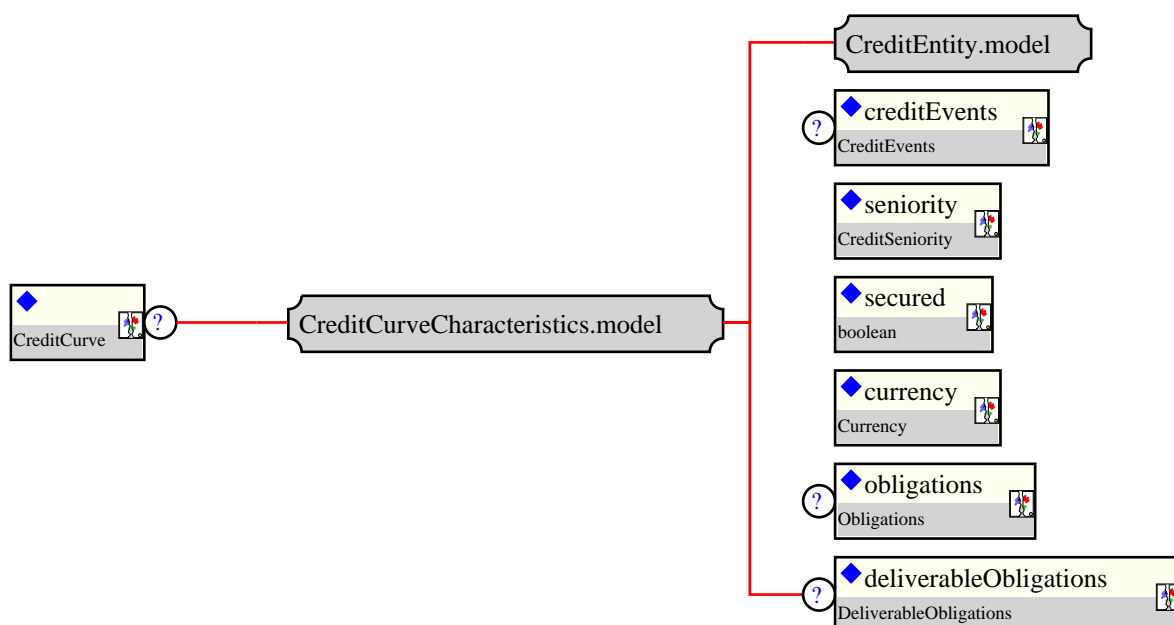 CreditEntity.model
?
creditEvents
CreditEvents
seniority
CreditSeniority
secured
boolean
?
CreditCurve
CreditCurveCharacteristics.model
currency
Currency
?
obligations
Obligations
?
deliverableObligations
DeliverableObligations